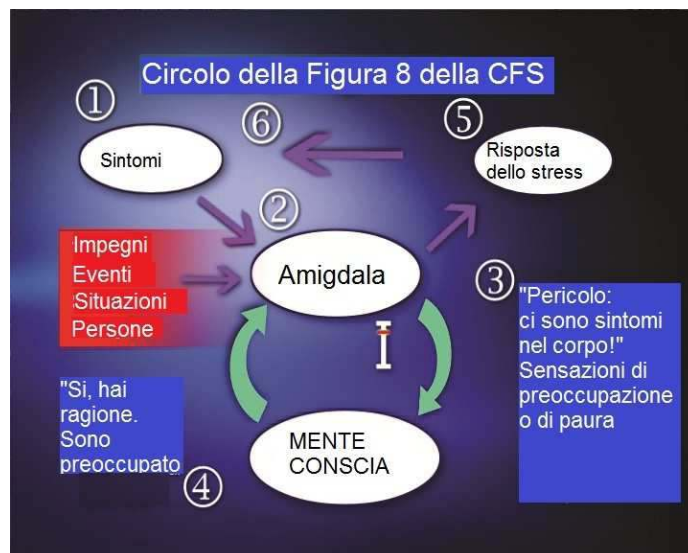 Circolo della Figura 8 della CFS
①
⑥
⑤
Sintomi
Risposta
dello stress
②
Impegni
Eventi
Situazioni
Persone
Amigdala
③
"Pericolo:
ci sono sintomi
nel corpo!"
Sensazioni di
preoccupazione
o di paura
"Si, hai
ragione.
Sono
preoccupato
④
MENTE
CONSCIA